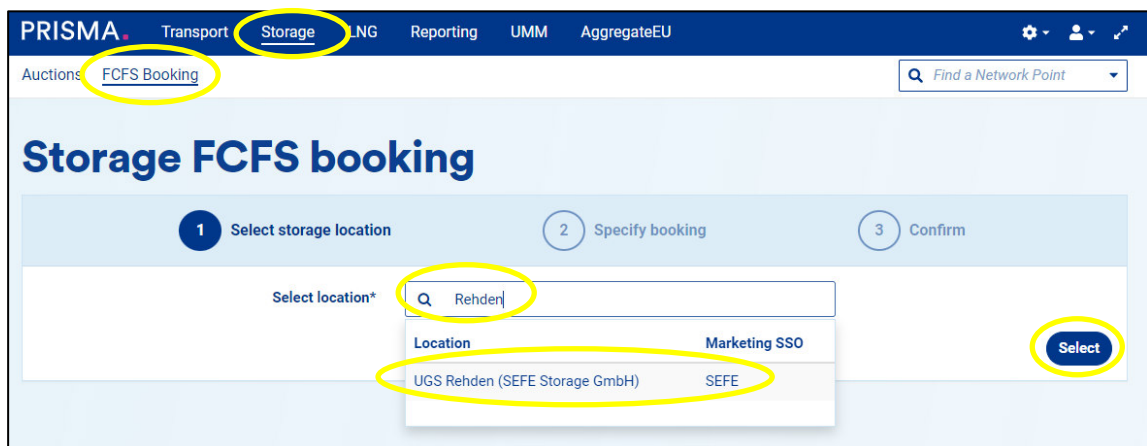 PRISMA. Transport Storage LNG Reporting UMM AggregateEU
Auctions FCFS Booking Find a Network Point
Storage FCFS booking
1 Select storage location 2 Specify booking 3 Confirm
Select location* Rehden
Location Marketing SSO
Select
UGS Rehden (SEFE Storage GmbH) SEFE